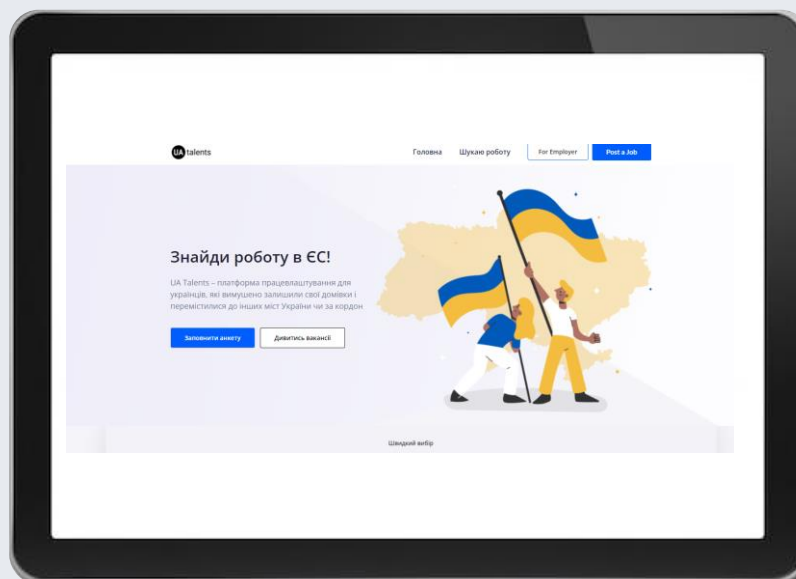 UA talents
Головна Шукаю роботу For Employer Post a Job
Знайди роботу в ЄС!
UA Talents – платформа працевлаштування для
українців, які вимушено залишили свої домівки і
перемістилися до інших міст України чи за кордон
Заповнити анкету Дивитись вакансії
Швидкий вибір